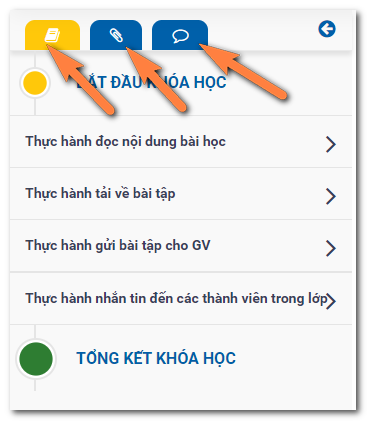 BẮT ĐẦU KHÓA HỌC
Thực hành đọc nội dung bài học
Thực hành tải về bài tập
Thực hành gửi bài tập cho GV
Thực hành nhắn tin đến các thành viên trong lớp
TỔNG KẾT KHÓA HỌC